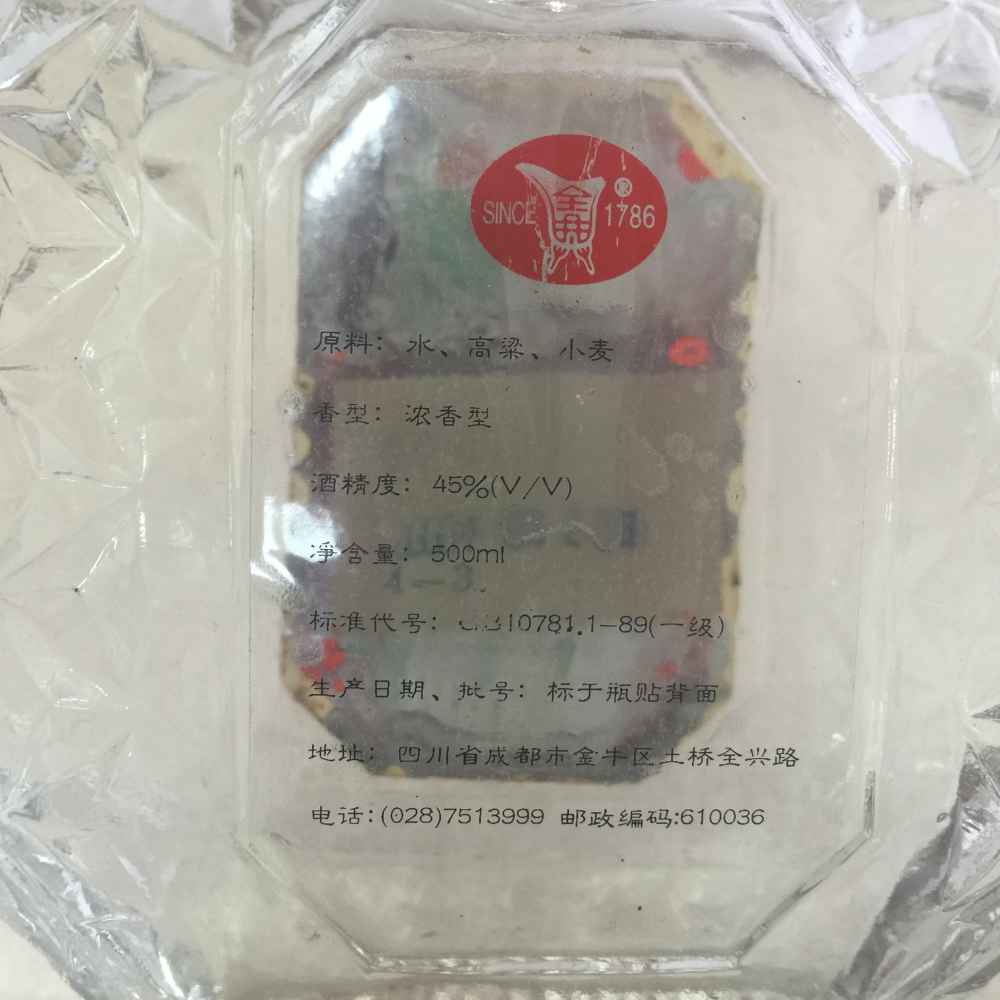 SINCE 全興 ® 1786
原料：水、高粱、小麦
香型：浓香型
酒精度：45%(V/V)
净含量：500ml
标准代号：GB10781.1-89(一级)
生产日期、批号：标于瓶贴背面
地址：四川省成都市金牛区土桥全兴路
电话：(028)7513999 邮政编码:610036